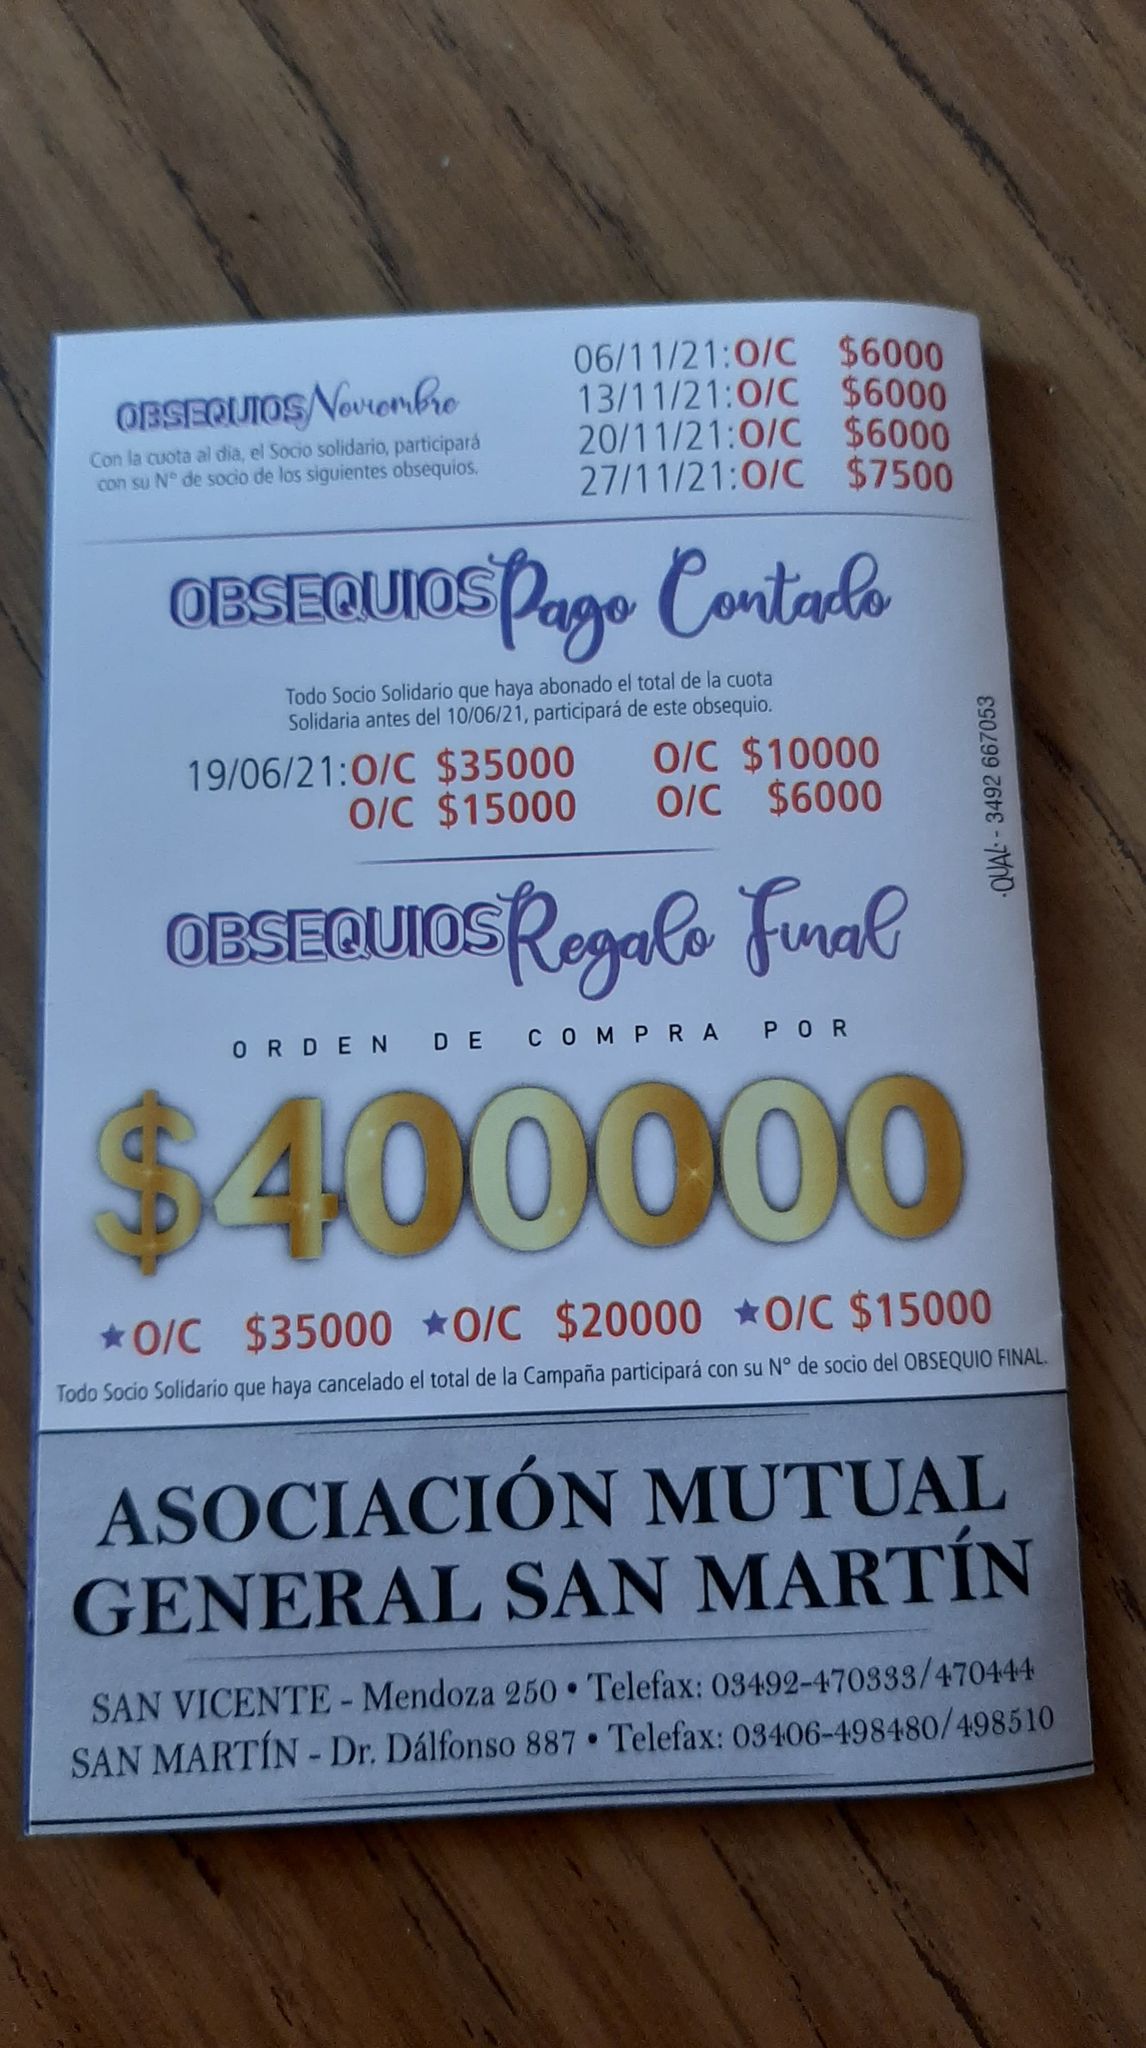 OBSEQUIOS Noviembre
Con la cuota al día, el Socio solidario, participará
con su N° de socio de los siguientes obsequios.
06/11/21: O/C $6000
13/11/21: O/C $6000
20/11/21: O/C $6000
27/11/21: O/C $7500
OBSEQUIOS Pago Contado
Todo Socio Solidario que haya abonado el total de la cuota
Solidaria antes del 10/06/21, participará de este obsequio.
19/06/21: O/C $35000 O/C $10000
O/C $15000 O/C $6000
·QUAL· - 3492 667053
OBSEQUIOS Regalo Final
ORDEN DE COMPRA POR
$400000
★O/C $35000 ★O/C $20000 ★O/C $15000
Todo Socio Solidario que haya cancelado el total de la Campaña participará con su N° de socio del OBSEQUIO FINAL.
ASOCIACIÓN MUTUAL
GENERAL SAN MARTÍN
SAN VICENTE - Mendoza 250 • Telefax: 03492-470333/470444
SAN MARTÍN - Dr. Dálfonso 887 • Telefax: 03406-498480/498510